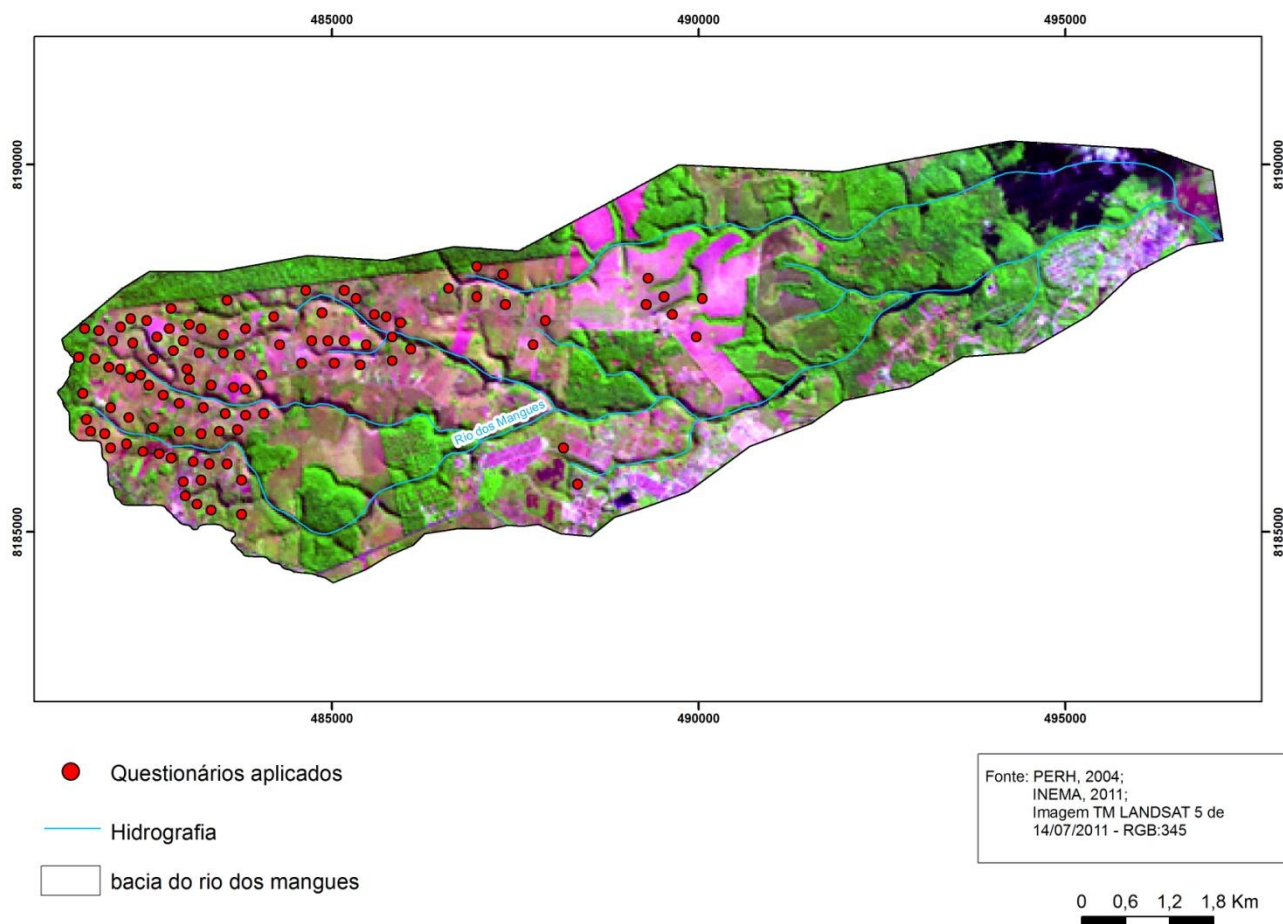 485000
490000
495000
8190000
8190000
Rio dos Mangues
8185000
8185000
485000
490000
495000
Questionários aplicados
Hidrografia
bacia do rio dos mangues
Fonte: PERH, 2004;
INEMA, 2011;
Imagem TM LANDSAT 5 de
14/07/2011 - RGB:345
0 0,6 1,2 1,8 Km